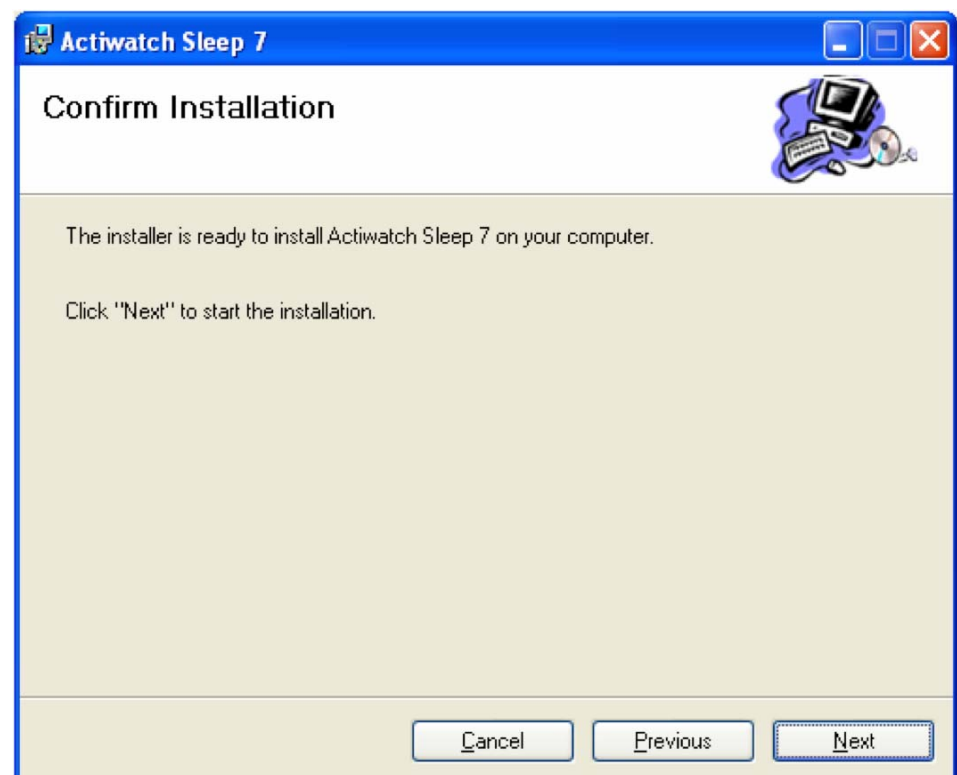 Actiwatch Sleep 7
Confirm Installation
The installer is ready to install Actiwatch Sleep 7 on your computer.
Click "Next" to start the installation.
Cancel
Previous
Next